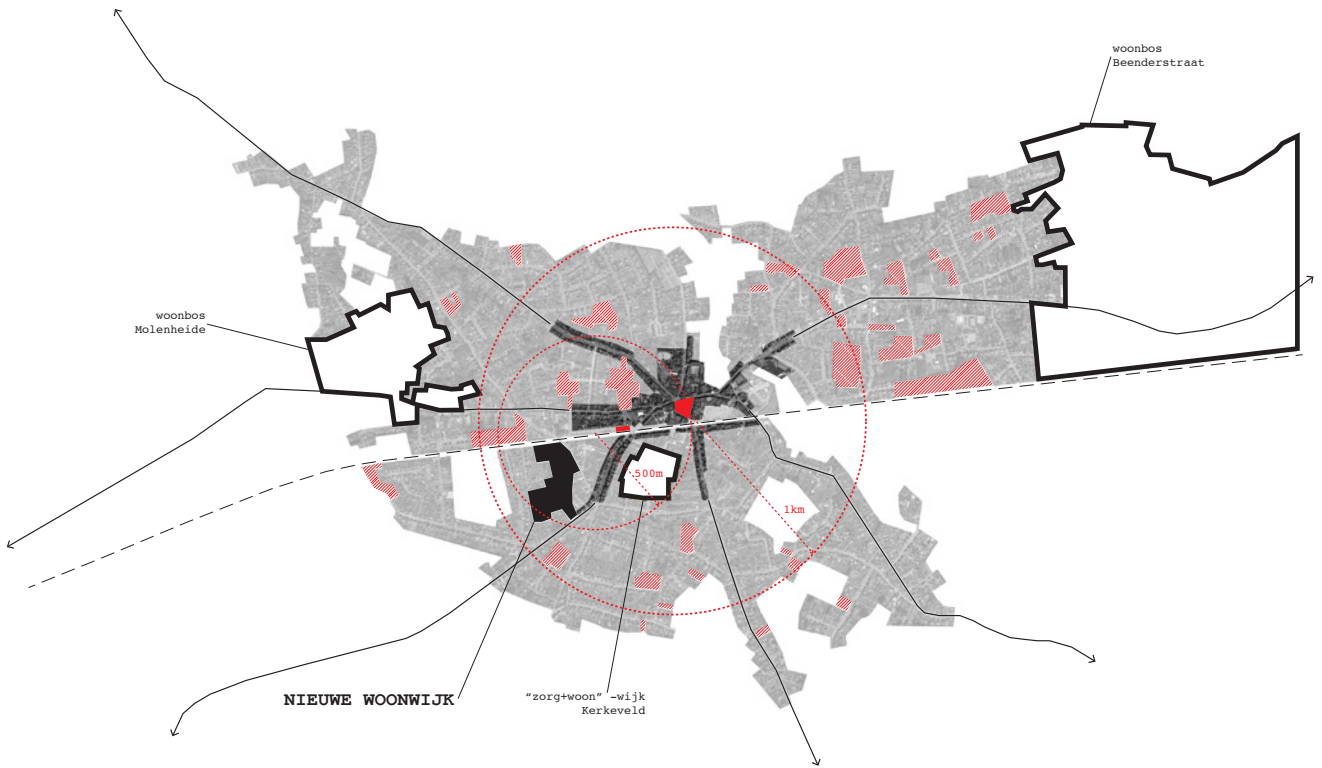 woonbos
Beenderstraat
woonbos
Molenheide
500m
1km
NIEUWE WOONWIJK
“zorg+woon” –wijk
Kerkeveld